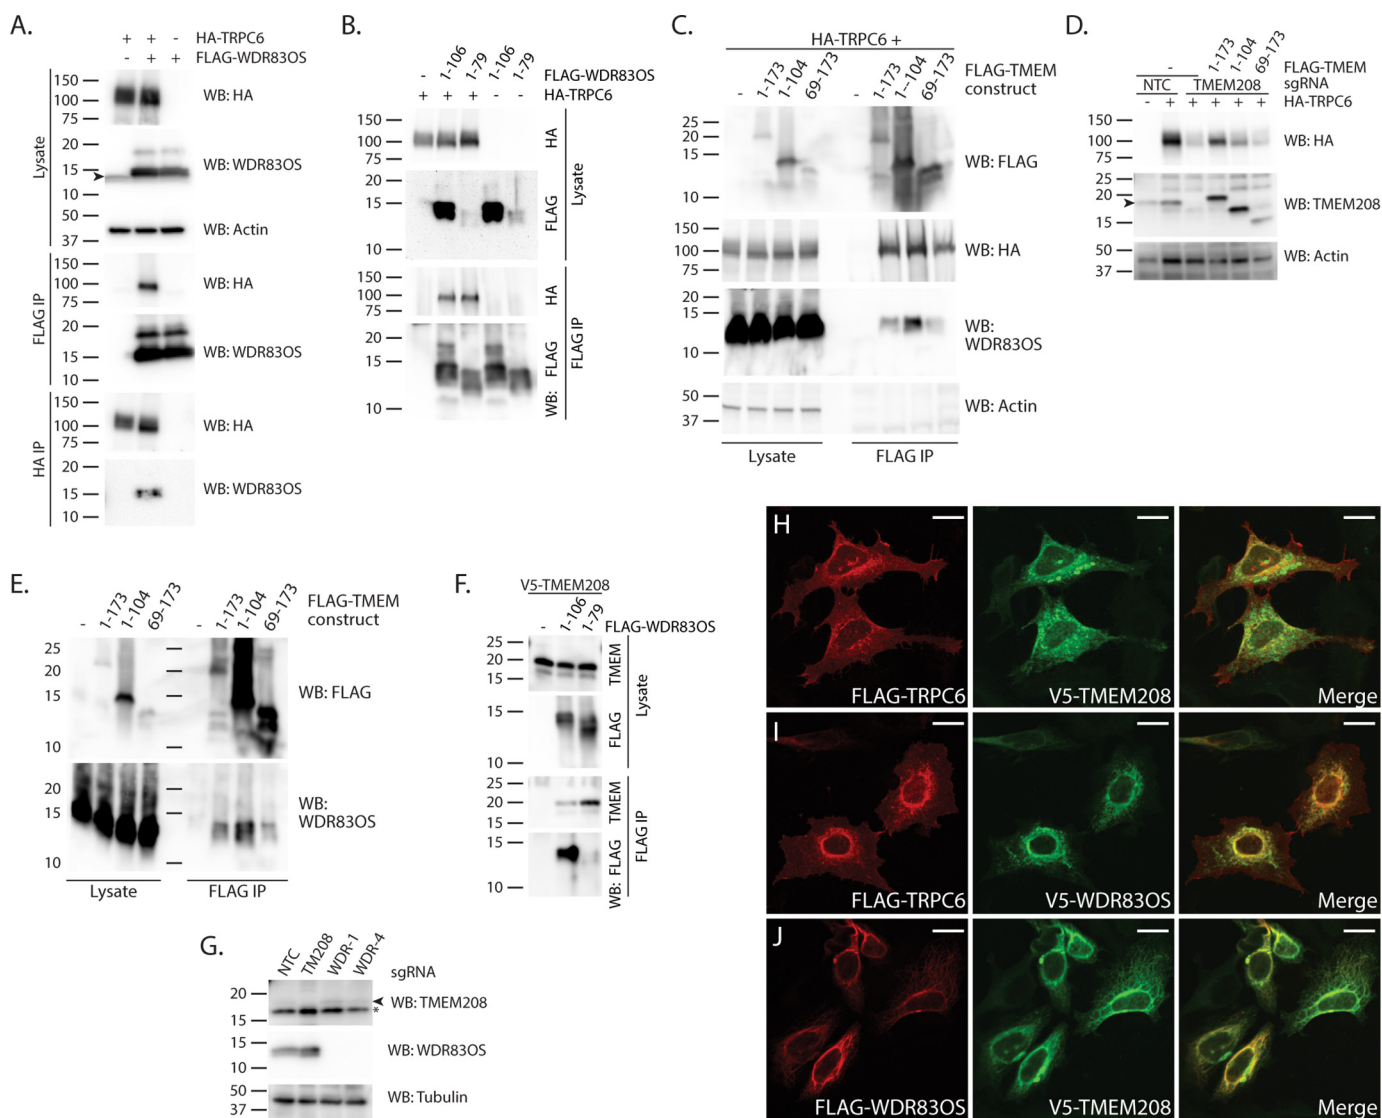 A.
HA-TRPC6
+ + -
FLAG-WDR83OS
- + +
Lysate
150
100
75
WB: HA
20
15
10
WB: WDR83OS
50
37
WB: Actin
FLAG IP
150
100
75
WB: HA
20
15
10
WB: WDR83OS
HA IP
150
100
75
WB: HA
20
15
10
WB: WDR83OS
B.
- 1-106 1-79 1-106 1-79
FLAG-WDR83OS
+ + + - -
HA-TRPC6
150
100
75
HA
20
15
10
FLAG
Lysate
150
100
75
HA
20
15
10
WB: FLAG
FLAG IP
C.
HA-TRPC6 +
- 1-173 1--104 69-173 - 1-173 1-104 69-173
FLAG-TMEM
construct
25
20
15
10
WB: FLAG
150
100
75
WB: HA
20
15
10
WB:
WDR83OS
50
37
WB: Actin
Lysate
FLAG IP
D.
- 1-173 1-104 69-173
FLAG-TMEM
NTC TMEM208
sgRNA
- + + + + +
HA-TRPC6
150
100
75
WB: HA
25
20
15
WB: TMEM208
50
37
WB: Actin
E.
- 1-173 1-104 69-173 - 1-173 1-104 69-173
FLAG-TMEM
construct
25
20
15
10
WB: FLAG
20
15
10
WB:
WDR83OS
Lysate
FLAG IP
F.
V5-TMEM208
- 1-106 1-79
FLAG-WDR83OS
25
20
15
TMEM
15
10
FLAG
Lysate
25
20
15
TMEM
10
WB: FLAG
FLAG IP
G.
NTC TM208 WDR-1 WDR-4
sgRNA
20
15
WB: TMEM208
*
15
10
WB: WDR83OS
50
37
WB: Tubulin
H
FLAG-TRPC6
V5-TMEM208
Merge
I
FLAG-TRPC6
V5-WDR83OS
Merge
J
FLAG-WDR83OS
V5-TMEM208
Merge